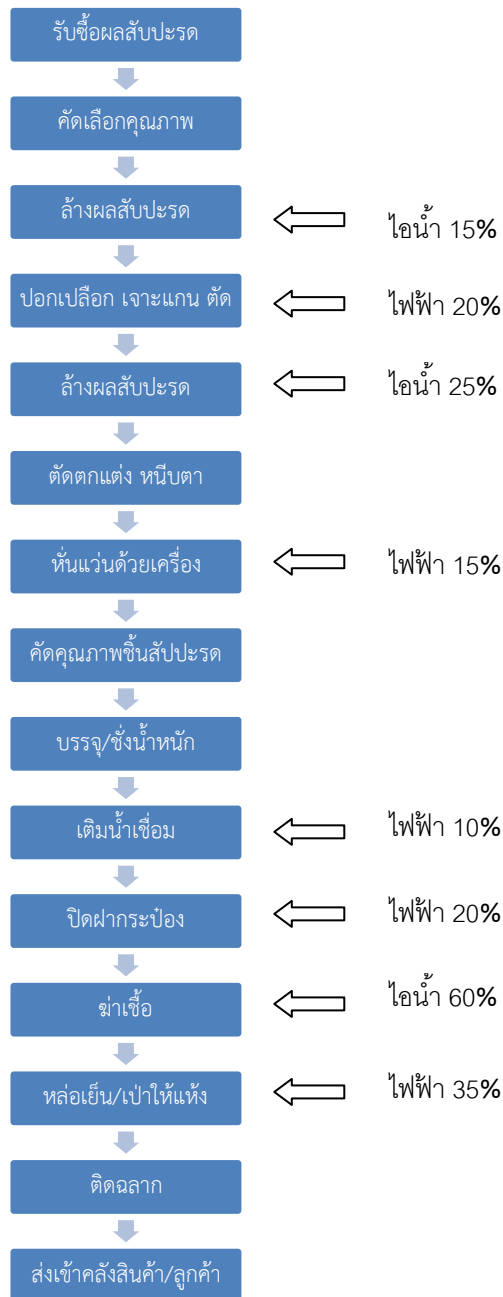 รับซื้อผลสับปะรด
คัดเลือกคุณภาพ
ล้างผลสับปะรด
ไอน้ำ 15%
ปอกเปลือก เจาะแกน ตัด
ไฟฟ้า 20%
ล้างผลสับปะรด
ไอน้ำ 25%
ตัดตกแต่ง หนีบตา
หั่นแว่นด้วยเครื่อง
ไฟฟ้า 15%
คัดคุณภาพชิ้นสัปปะรด
บรรจุ/ชั่งน้ำหนัก
เติมน้ำเชื่อม
ไฟฟ้า 10%
ปิดฝากระป๋อง
ไฟฟ้า 20%
ฆ่าเชื้อ
ไอน้ำ 60%
หล่อเย็น/เป่าให้แห้ง
ไฟฟ้า 35%
ติดฉลาก
ส่งเข้าคลังสินค้า/ลูกค้า